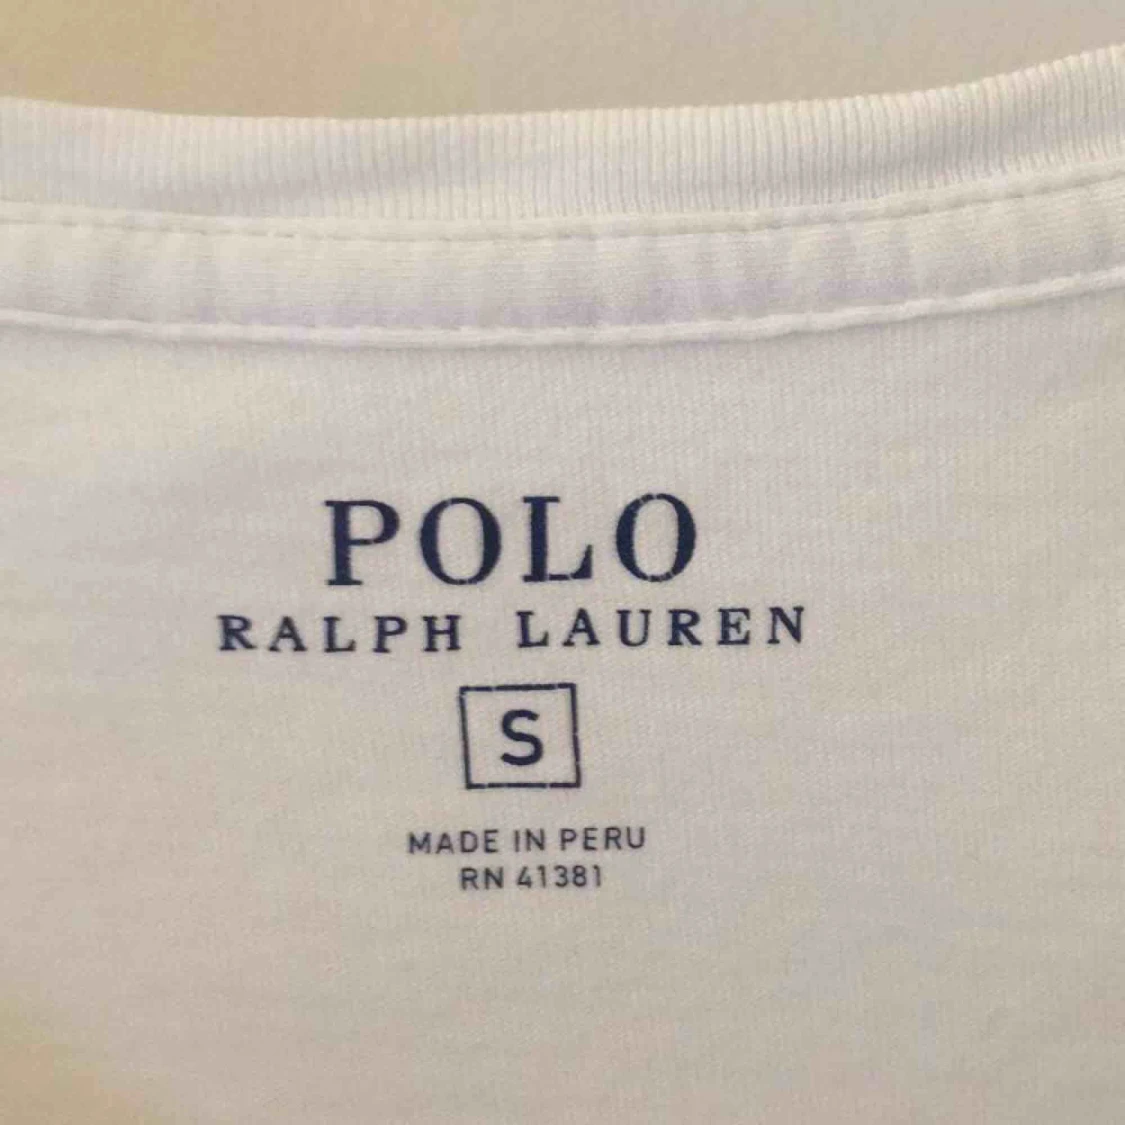 POLO
RALPH LAUREN
S
MADE IN PERU
RN 41381